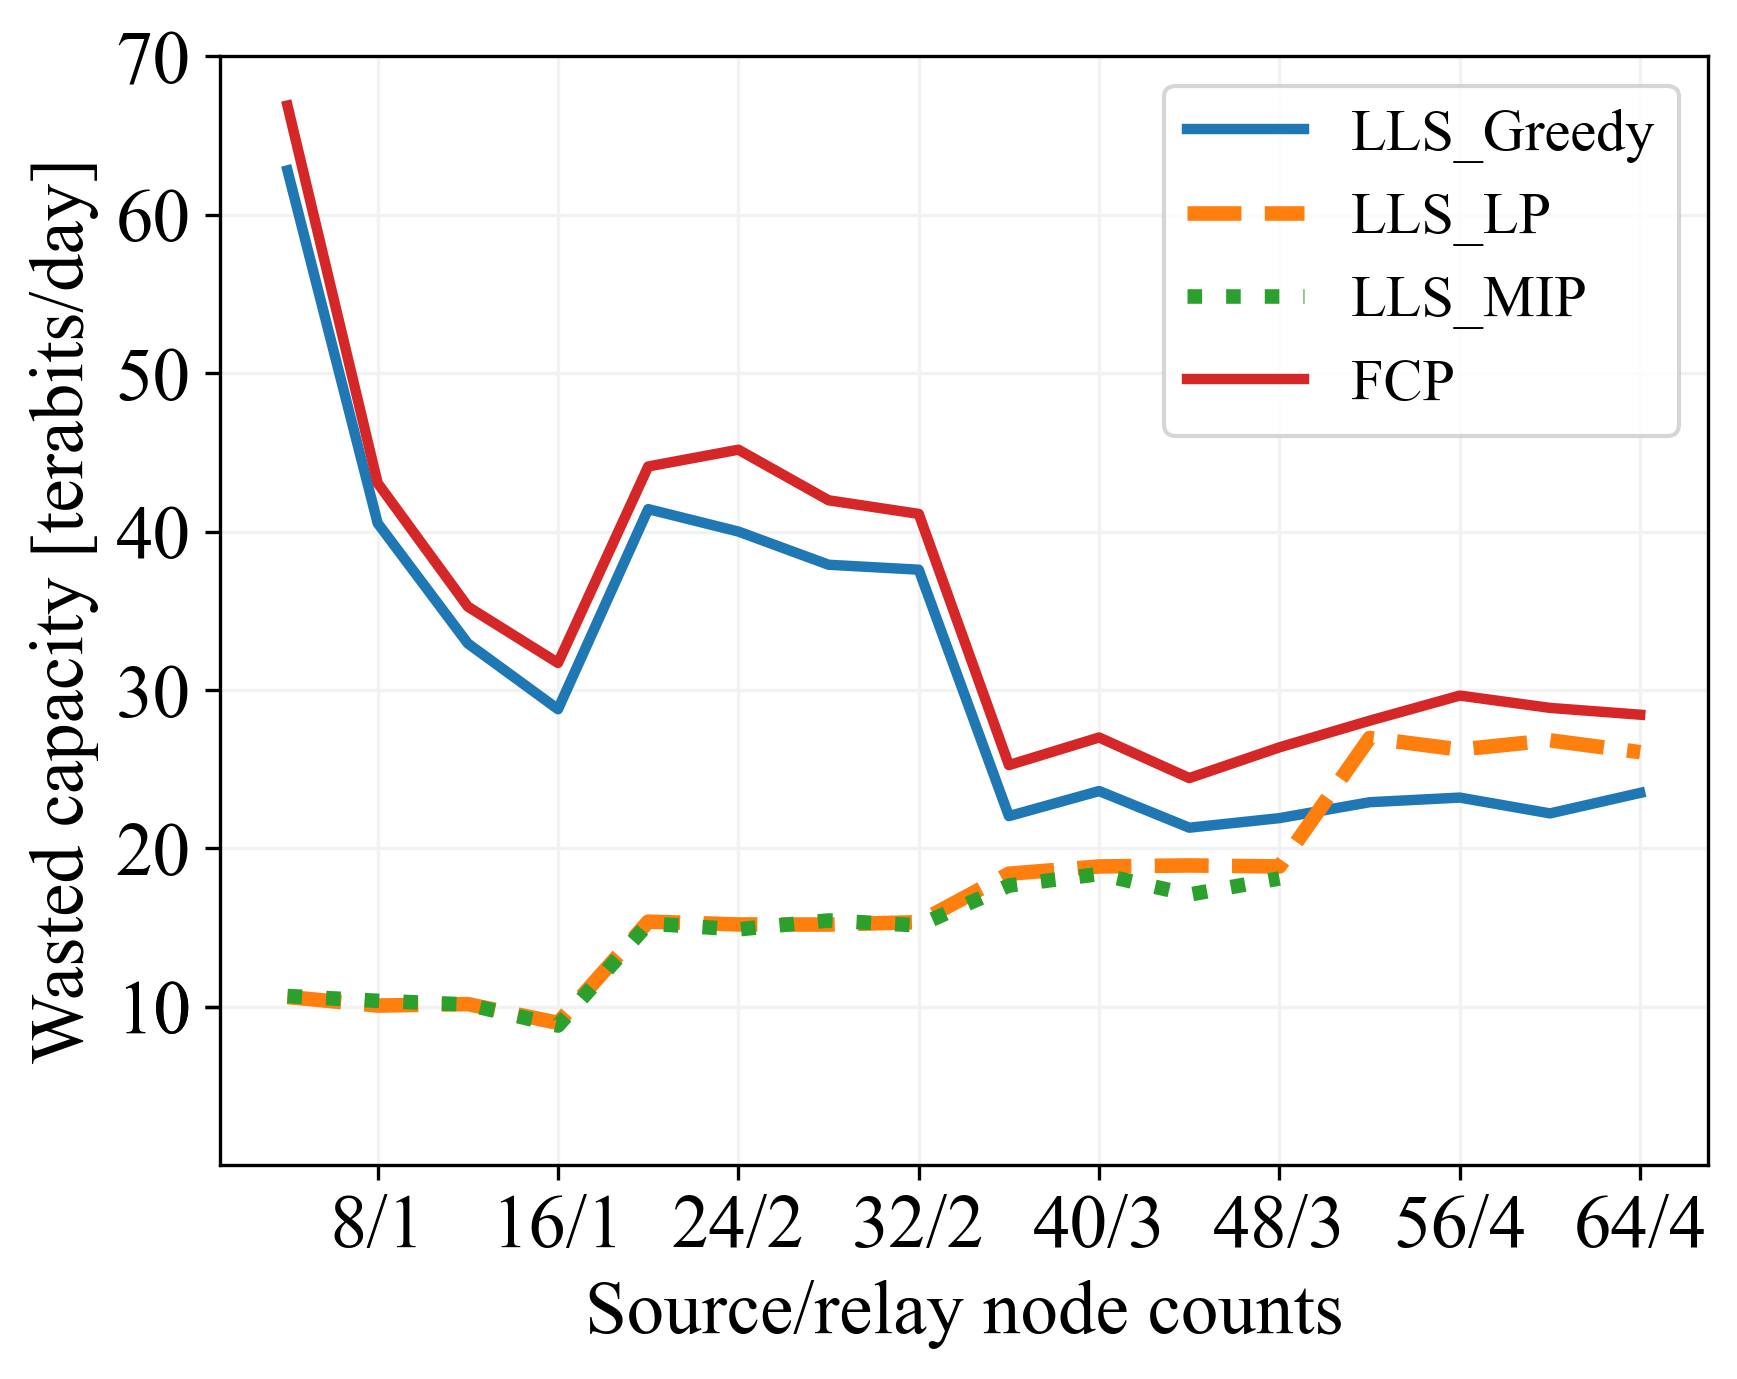 70
60
50
40
30
20
10
Wasted capacity [terabits/day]
LLS_Greedy
LLS_LP
LLS_MIP
FCP
8/1 16/1 24/2 32/2 40/3 48/3 56/4 64/4
Source/relay node counts